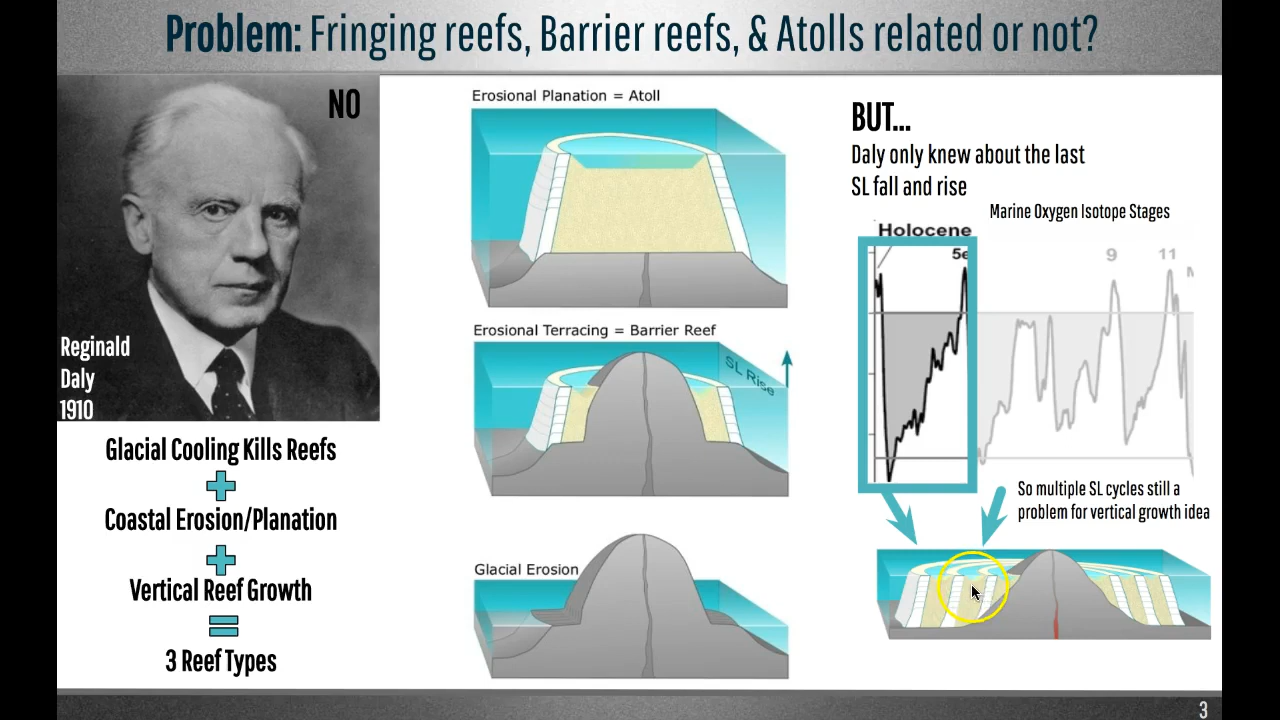 Problem: Fringing reefs, Barrier reefs, & Atolls related or not?
NO
Reginald
Daly
1910
Glacial Cooling Kills Reefs
Coastal Erosion/Planation
Vertical Reef Growth
3 Reef Types
Erosional Planation = Atoll
Erosional Terracing = Barrier Reef
SL Rise
Glacial Erosion
BUT...
Daly only knew about the last
SL fall and rise
Marine Oxygen Isotope Stages
Holocene
5e
9
11
So multiple SL cycles still a
problem for vertical growth idea
3